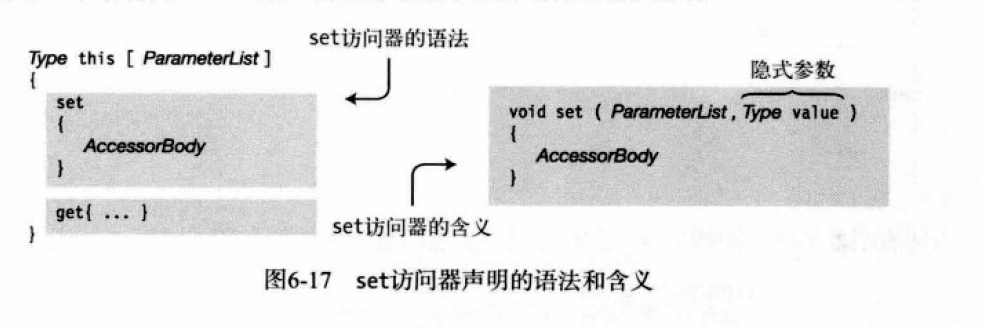 set访问器的语法
Type this [ ParameterList ]
{
set
{
AccessorBody
}
get{ ... }
}
隐式参数
void set ( ParameterList, Type value )
{
AccessorBody
}
set访问器的含义
图6-17 set访问器声明的语法和含义